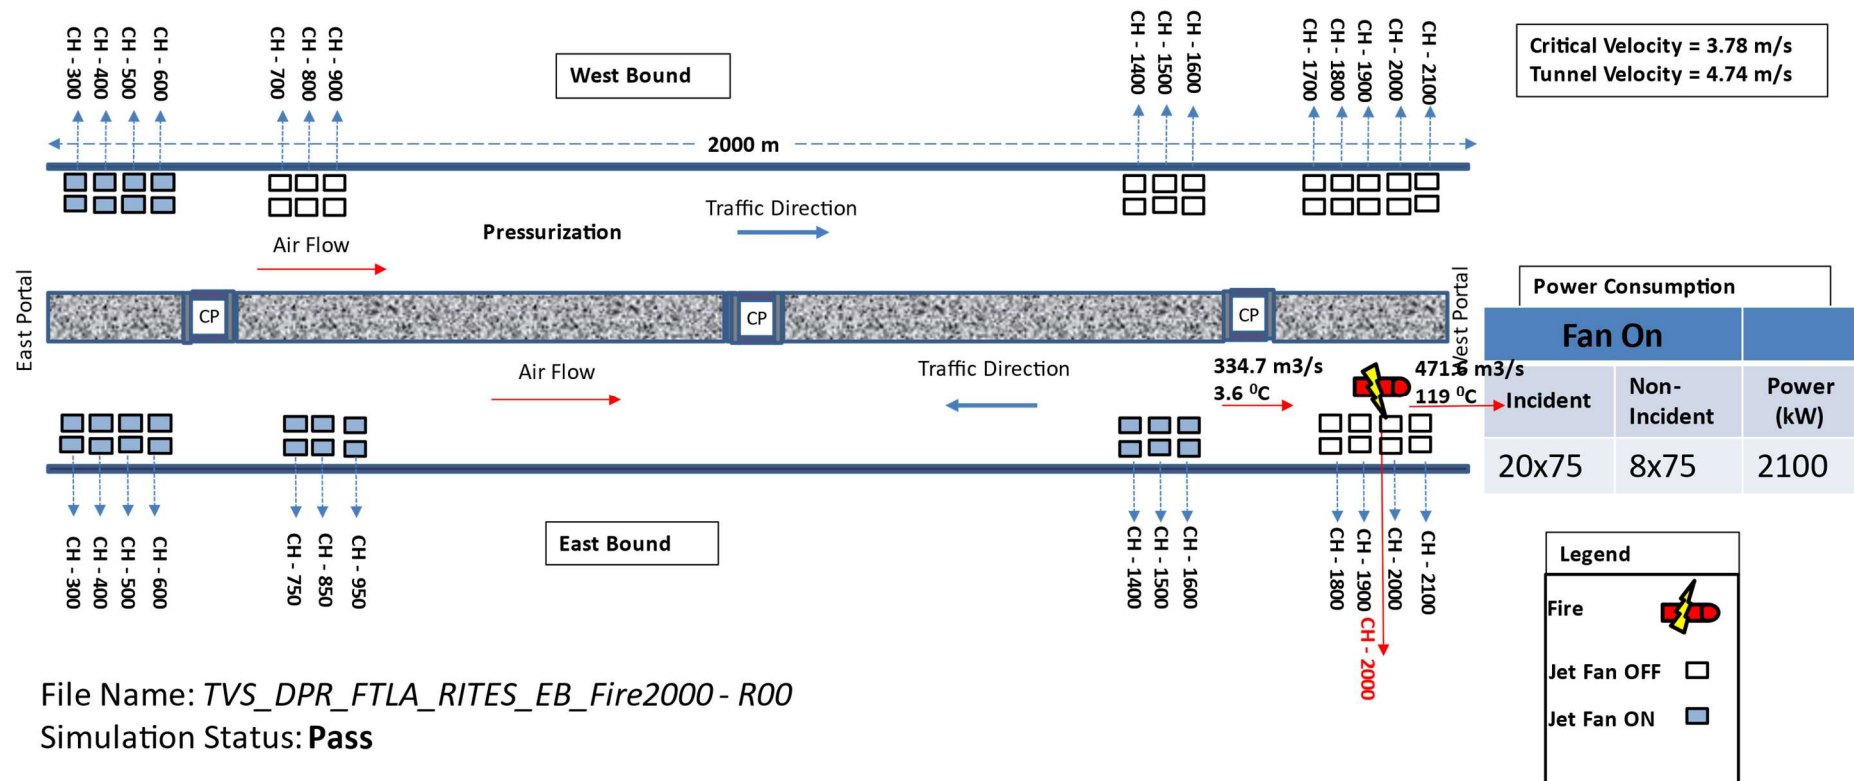 CH - 300
CH - 400
CH - 500
CH - 600
CH - 700
CH - 800
CH - 900
West Bound
CH - 1400
CH - 1500
CH - 1600
CH - 1700
CH - 1800
CH - 1900
CH - 2000
CH - 2100
Critical Velocity = 3.78 m/s
Tunnel Velocity = 4.74 m/s
2000 m
Traffic Direction
Pressurization
Air Flow
East Portal
CP
CP
CP
West Portal
Power Consumption
Fan On
Incident
Non-
Incident
Power
(kW)
20x75
8x75
2100
Air Flow
Traffic Direction
334.7 m3/s
3.6 ⁰C
471.6 m3/s
119 ⁰C
CH - 300
CH - 400
CH - 500
CH - 600
CH - 750
CH - 850
CH - 950
East Bound
CH - 1400
CH - 1500
CH - 1600
CH - 1800
CH - 1900
CH - 2000
CH - 2100
CH - 2000
Legend
Fire
Jet Fan OFF
Jet Fan ON
File Name: TVS_DPR_FTLA_RITES_EB_Fire2000 - R00
Simulation Status: Pass